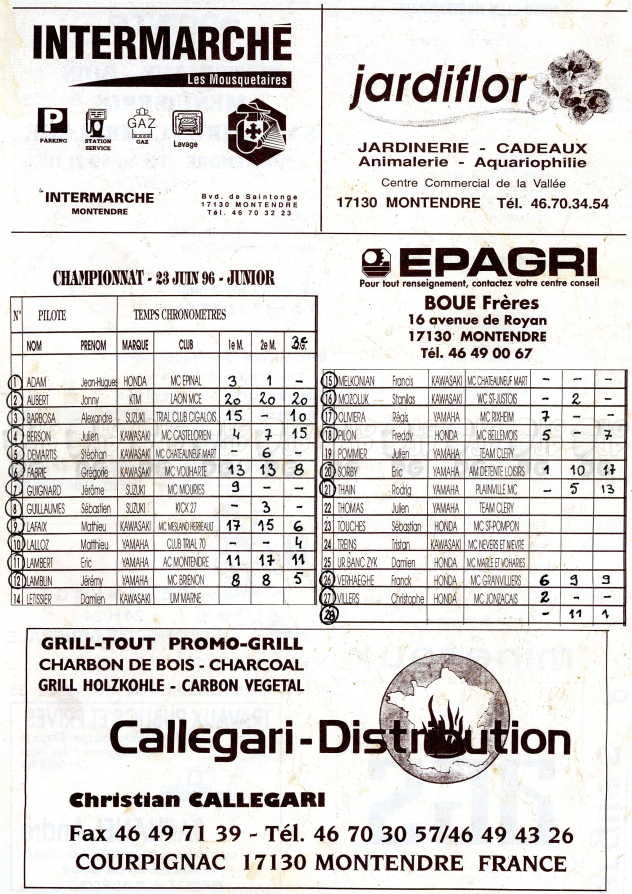 INTERMARCHÉ
Les Mousquetaires
P
PARKING
STATION SERVICE
GAZ
GAZ
Lavage
INTERMARCHE
MONTENDRE
Bvd. de Saintonge
17130 MONTENDRE
Tél. 46 70 32 23
jardiflor
JARDINERIE - CADEAUX
Animalerie - Aquariophilie
Centre Commercial de la Vallée
17130 MONTENDRE Tél. 46.70.34.54
CHAMPIONNAT - 23 JUIN 96 - JUNIOR
N° PILOTE TEMPS CHRONOMETRES
NOM PRENOM MARQUE CLUB 1e M. 2e M.
1 ADAM Jean-Hugues HONDA MC EPINAL 3 1 -
2 AUBERT Jonny KTM LAON MCE 20 20 20
3 BARBOSA Alexandre SUZUKI TRIAL CLUB CIGALOIS 15 - 10
4 BERSON Julien KAWASAKI MC CASTELORIEN 4 7 15
5 DEMARTIS Stéphan KAWASAKI MC CHATEAUNEUF MART - 6 -
6 FABRIE Grégorie KAWASAKI MC VOUHARTE 13 13 8
7 GUIGNARD Jérôme SUZUKI MC MOURIES 9 - -
8 GUILLAUMES Sébastien SUZUKI KICX 27 - 3 -
9 LAFAIX Mathieu KAWASAKI MC MESLAND HERBEAULT 17 15 6
10 LALLOZ Matthieu YAMAHA CLUB TRIAL 70 - - 4
11 LAMBERT Eric YAMAHA AC MONTENDRE 11 17 11
12 LAMBLIN Jérémy YAMAHA MC BRIENON 8 8 5
14 LETISSIER Damien KAWASAKI UM MARNE
EPAGRI
Pour tout renseignement, contactez votre centre conseil
BOUE Frères
16 avenue de Royan
17130 MONTENDRE
Tél. 46 49 00 67
15 MELKONIAN Francis KAWASAKI MC CHATEAUNEUF MART - - -
16 MOZOLUK Stanilas KAWASAKI WC ST-JUSTOIS - 2 -
17 OLIVIERA Régis YAMAHA MC RIXHEIM 7 - -
18 PILON Freddy HONDA MC BELLEMOIS 5 - 7
19 POMMIER Julien YAMAHA TEAM CLERY
20 SORBY Eric YAMAHA AM DETENTE LOISIRS 1 10 17
21 THAIN Rodrig YAMAHA PLAINVILLE MC - 5 13
22 THOMAS Julien YAMAHA TEAM CLERY
23 TOUCHES Sébastian HONDA MC ST-POMPON
24 TREINS Tristan KAWASAKI MC NEVERS ET NIEVRE
25 UR BANC ZYK Damien HONDA MC MARLE ET VOHARIES
26 VERHAEGHE Franck HONDA MC GRANVILLIERS 6 9 9
27 VILLERS Christophe HONDA MC JONZACAIS 2 - -
28 - 11 1
GRILL-TOUT PROMO-GRILL
CHARBON DE BOIS - CHARCOAL
GRILL HOLZKOHLE - CARBON VEGETAL
Callegari-Distribution
Christian CALLEGARI
Fax 46 49 71 39 - Tél. 46 70 30 57/46 49 43 26
COURPIGNAC 17130 MONTENDRE FRANCE